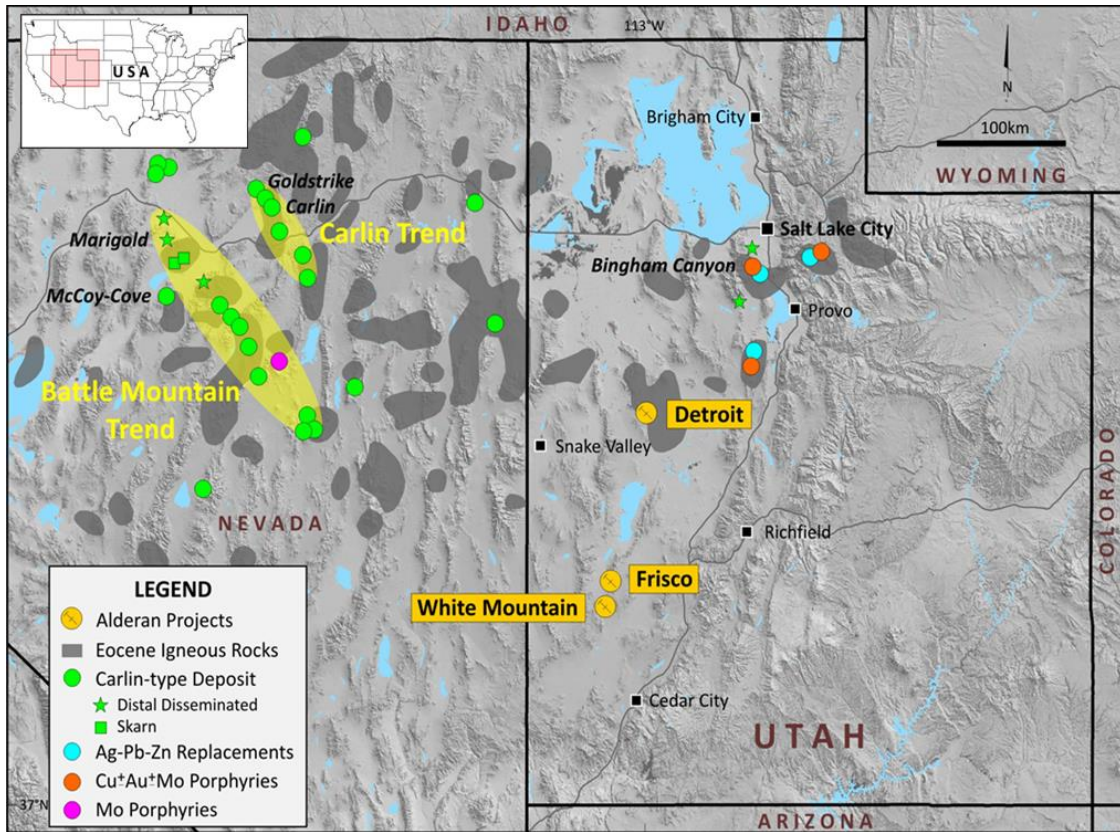 IDAHO
113°W
USA
N
100km
WYOMING
Brigham City
Goldstrike
Carlin
Carlin Trend
Marigold
Salt Lake City
Bingham Canyon
McCoy-Cove
Provo
Battle Mountain
Trend
Detroit
Snake Valley
COLORADO
NEVADA
Richfield
Frisco
White Mountain
Cedar City
UTAH
LEGEND
Alderan Projects
Eocene Igneous Rocks
Carlin-type Deposit
Distal Disseminated
Skarn
Ag-Pb-Zn Replacements
Cu±Au±Mo Porphyries
Mo Porphyries
37°N
ARIZONA